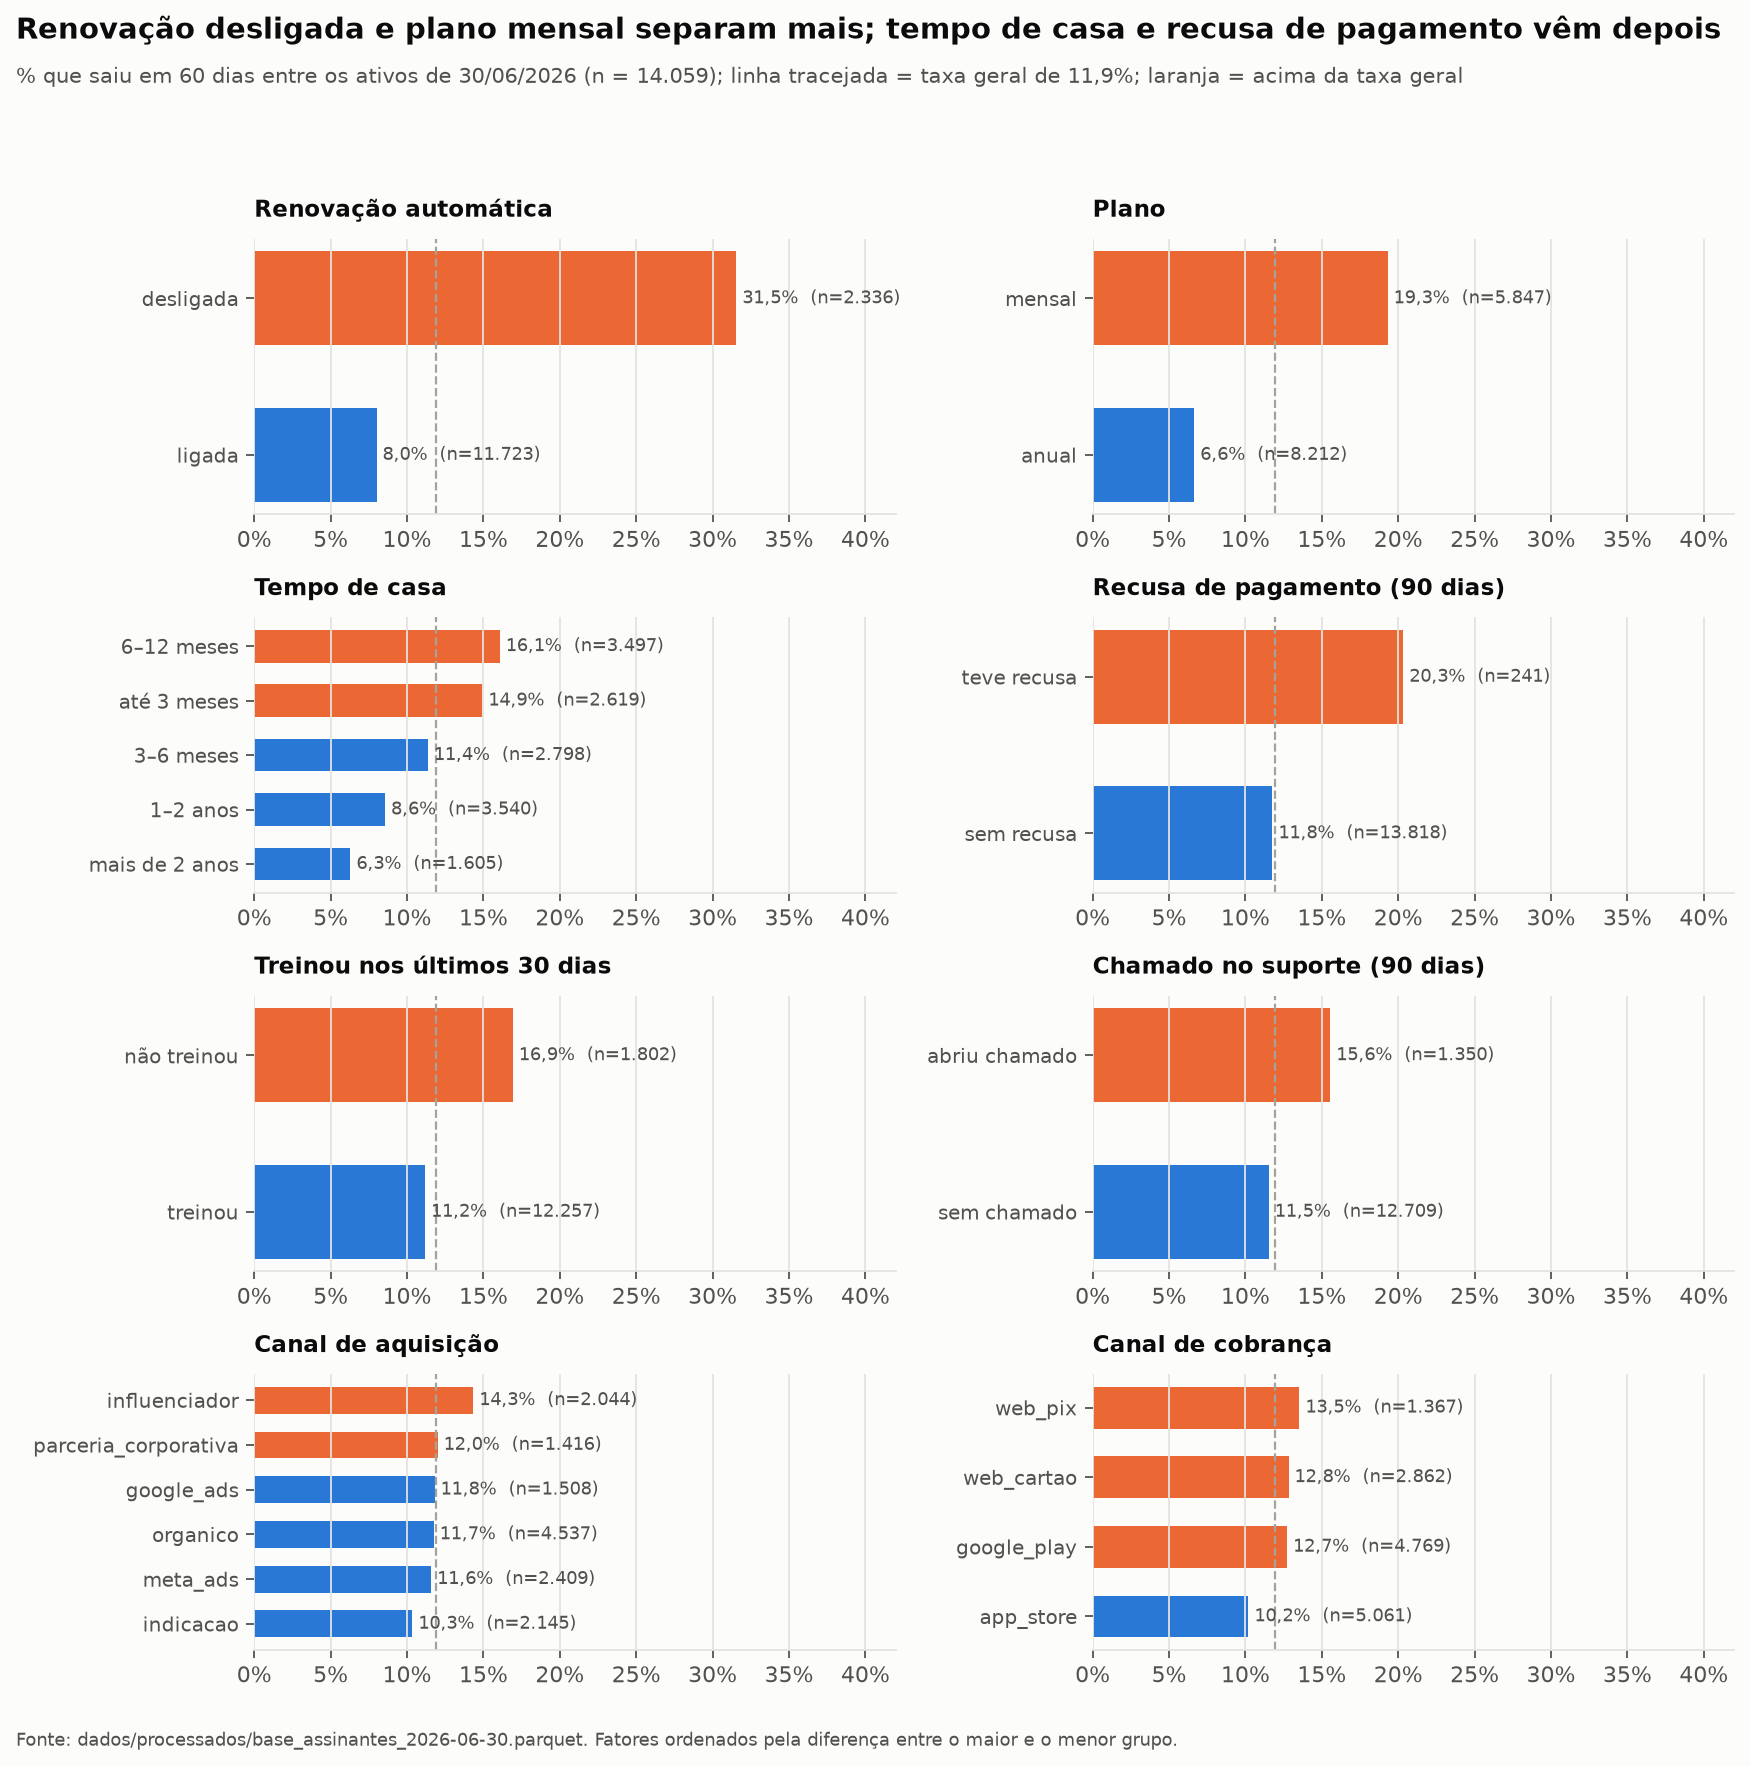 Renovação desligada e plano mensal separam mais; tempo de casa e recusa de pagamento vêm depois
% que saiu em 60 dias entre os ativos de 30/06/2026 (n = 14.059); linha tracejada = taxa geral de 11,9%; laranja = acima da taxa geral
Renovação automática
desligada
31,5% (n=2.336)
ligada
8,0% (n=11.723)
0% 5% 10% 15% 20% 25% 30% 35% 40%
Plano
mensal
19,3% (n=5.847)
anual
6,6% (n=8.212)
0% 5% 10% 15% 20% 25% 30% 35% 40%
Tempo de casa
6–12 meses
16,1% (n=3.497)
até 3 meses
14,9% (n=2.619)
3–6 meses
11,4% (n=2.798)
1–2 anos
8,6% (n=3.540)
mais de 2 anos
6,3% (n=1.605)
0% 5% 10% 15% 20% 25% 30% 35% 40%
Recusa de pagamento (90 dias)
teve recusa
20,3% (n=241)
sem recusa
11,8% (n=13.818)
0% 5% 10% 15% 20% 25% 30% 35% 40%
Treinou nos últimos 30 dias
não treinou
16,9% (n=1.802)
treinou
11,2% (n=12.257)
0% 5% 10% 15% 20% 25% 30% 35% 40%
Chamado no suporte (90 dias)
abriu chamado
15,6% (n=1.350)
sem chamado
11,5% (n=12.709)
0% 5% 10% 15% 20% 25% 30% 35% 40%
Canal de aquisição
influenciador
14,3% (n=2.044)
parceria_corporativa
12,0% (n=1.416)
google_ads
11,8% (n=1.508)
organico
11,7% (n=4.537)
meta_ads
11,6% (n=2.409)
indicacao
10,3% (n=2.145)
0% 5% 10% 15% 20% 25% 30% 35% 40%
Canal de cobrança
web_pix
13,5% (n=1.367)
web_cartao
12,8% (n=2.862)
google_play
12,7% (n=4.769)
app_store
10,2% (n=5.061)
0% 5% 10% 15% 20% 25% 30% 35% 40%
Fonte: dados/processados/base_assinantes_2026-06-30.parquet. Fatores ordenados pela diferença entre o maior e o menor grupo.